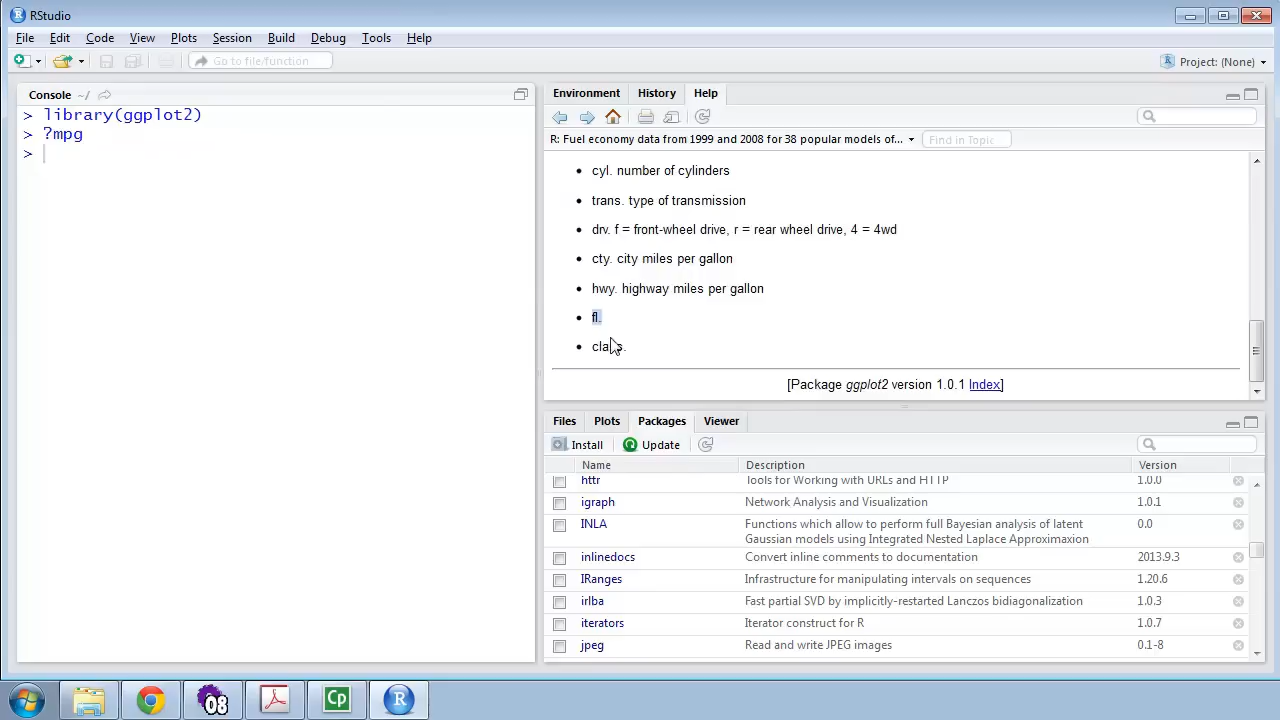 RStudio
File Edit Code View Plots Session Build Debug Tools Help
Go to file/function
Project: (None)
Console ~/
> library(ggplot2)
> ?mpg
>
Environment History Help
R: Fuel economy data from 1999 and 2008 for 38 popular models of...
Find in Topic
• cyl. number of cylinders
• trans. type of transmission
• drv. f = front-wheel drive, r = rear wheel drive, 4 = 4wd
• cty. city miles per gallon
• hwy. highway miles per gallon
• fl.
• class.
[Package ggplot2 version 1.0.1 Index]
Files Plots Packages Viewer
Install Update
Name Description Version
httr Tools for Working with URLs and HTTP 1.0.0
igraph Network Analysis and Visualization 1.0.1
INLA Functions which allow to perform full Bayesian analysis of latent 0.0
Gaussian models using Integrated Nested Laplace Approximaxion
inlinedocs Convert inline comments to documentation 2013.9.3
IRanges Infrastructure for manipulating intervals on sequences 1.20.6
irlba Fast partial SVD by implicitly-restarted Lanczos bidiagonalization 1.0.3
iterators Iterator construct for R 1.0.7
jpeg Read and write JPEG images 0.1-8
08
Cp
R